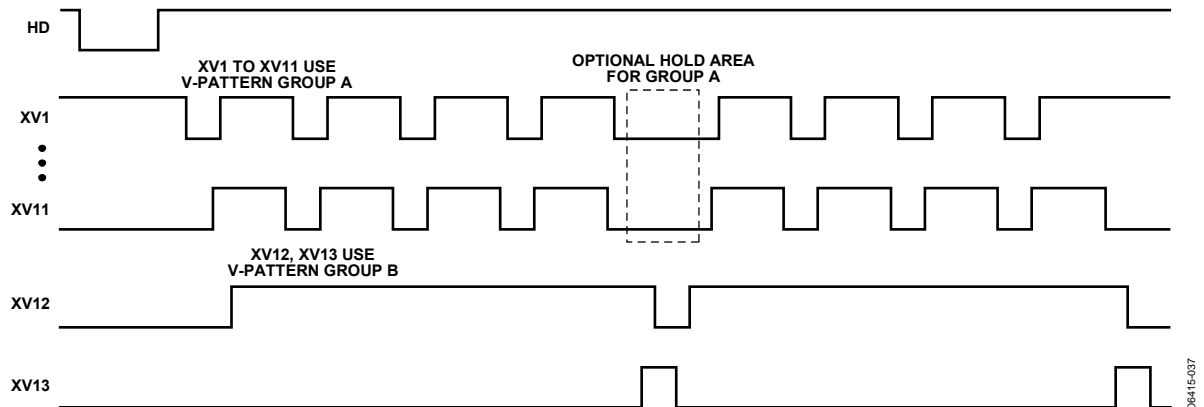 HD
XV1 TO XV11 USE
V-PATTERN GROUP A
OPTIONAL HOLD AREA
FOR GROUP A
XV1
XV11
XV12, XV13 USE
V-PATTERN GROUP B
XV12
XV13
06415-037